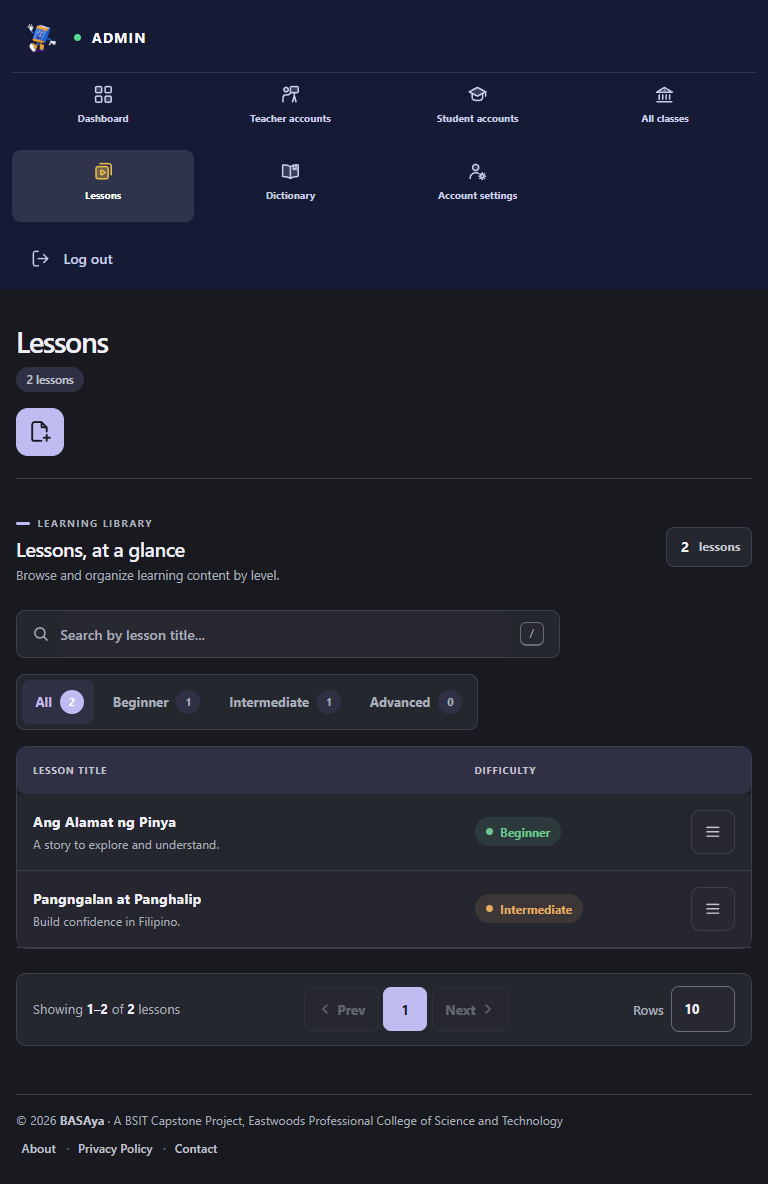 ADMIN
Dashboard
Teacher accounts
Student accounts
All classes
Lessons
Dictionary
Account settings
Log out
Lessons
2 lessons
LEARNING LIBRARY
Lessons, at a glance
Browse and organize learning content by level.
2 lessons
Search by lesson title...
/
All 2
Beginner 1
Intermediate 1
Advanced 0
LESSON TITLE
DIFFICULTY
Ang Alamat ng Pinya
A story to explore and understand.
Beginner
Pangngalan at Panghalip
Build confidence in Filipino.
Intermediate
Showing 1–2 of 2 lessons
Prev
1
Next
Rows
10
© 2026 BASAya · A BSIT Capstone Project, Eastwoods Professional College of Science and Technology
About · Privacy Policy · Contact